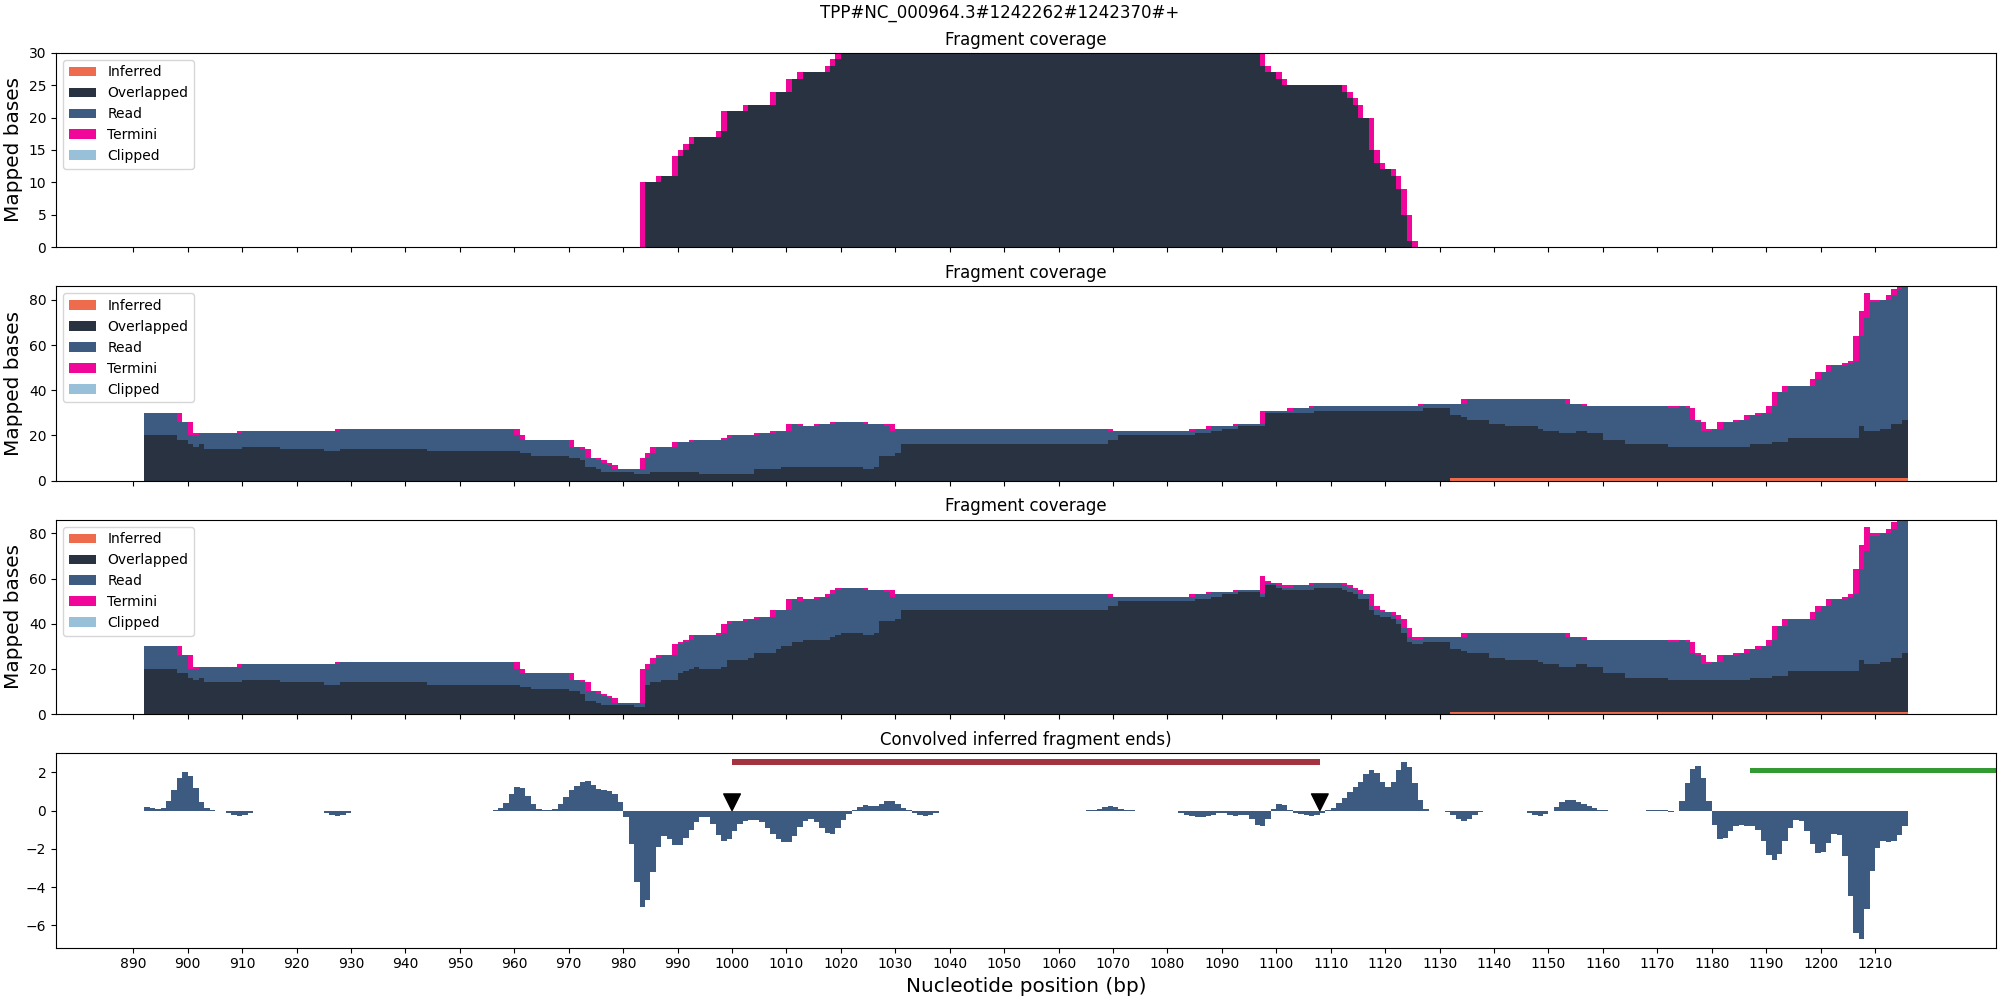 TPP#NC_000964.3#1242262#1242370#+
Fragment coverage
Mapped bases
30
25
20
15
10
5
0
Inferred
Overlapped
Read
Termini
Clipped
Fragment coverage
Mapped bases
80
60
40
20
0
Inferred
Overlapped
Read
Termini
Clipped
Fragment coverage
Mapped bases
80
60
40
20
0
Inferred
Overlapped
Read
Termini
Clipped
Convolved inferred fragment ends)
2
0
−2
−4
−6
890 900 910 920 930 940 950 960 970 980 990 1000 1010 1020 1030 1040 1050 1060 1070 1080 1090 1100 1110 1120 1130 1140 1150 1160 1170 1180 1190 1200 1210
Nucleotide position (bp)